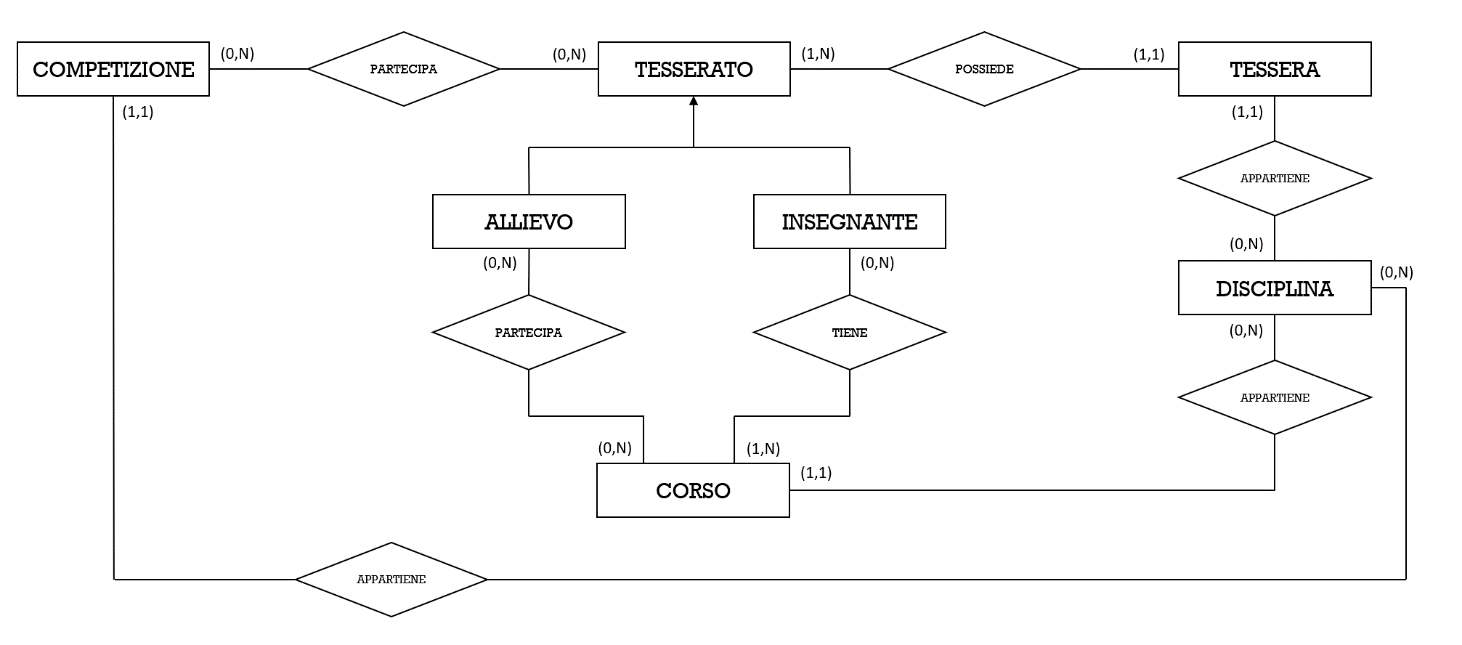 (0,N)
(0,N)
(1,N)
(1,1)
COMPETIZIONE
PARTECIPA
TESSERATO
POSSIEDE
TESSERA
(1,1)
(1,1)
APPARTIENE
ALLIEVO
INSEGNANTE
(0,N)
(0,N)
(0,N)
(0,N)
DISCIPLINA
PARTECIPA
TIENE
(0,N)
APPARTIENE
(0,N)
(1,N)
(1,1)
CORSO
APPARTIENE